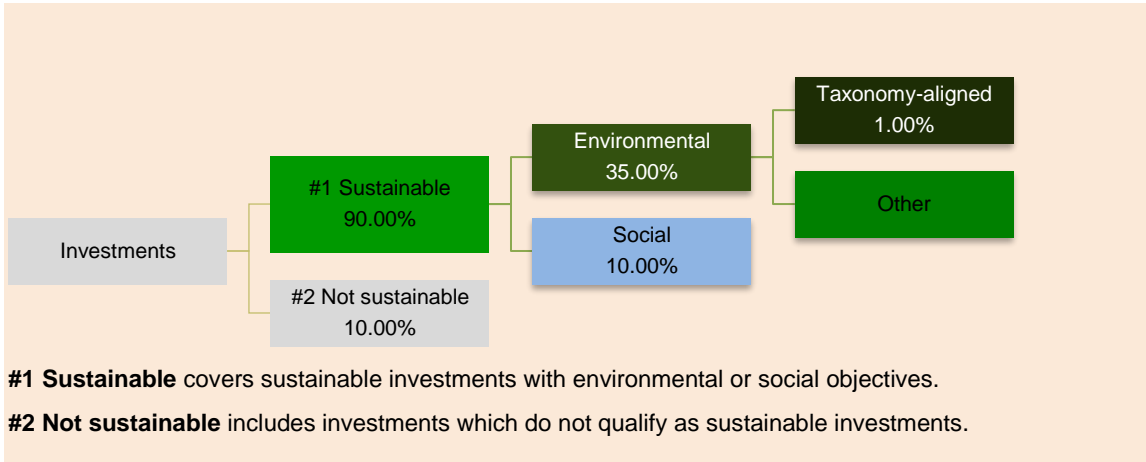 Investments
#1 Sustainable
90.00%
#2 Not sustainable
10.00%
Environmental
35.00%
Social
10.00%
Taxonomy-aligned
1.00%
Other
#1 Sustainable covers sustainable investments with environmental or social objectives.
#2 Not sustainable includes investments which do not qualify as sustainable investments.